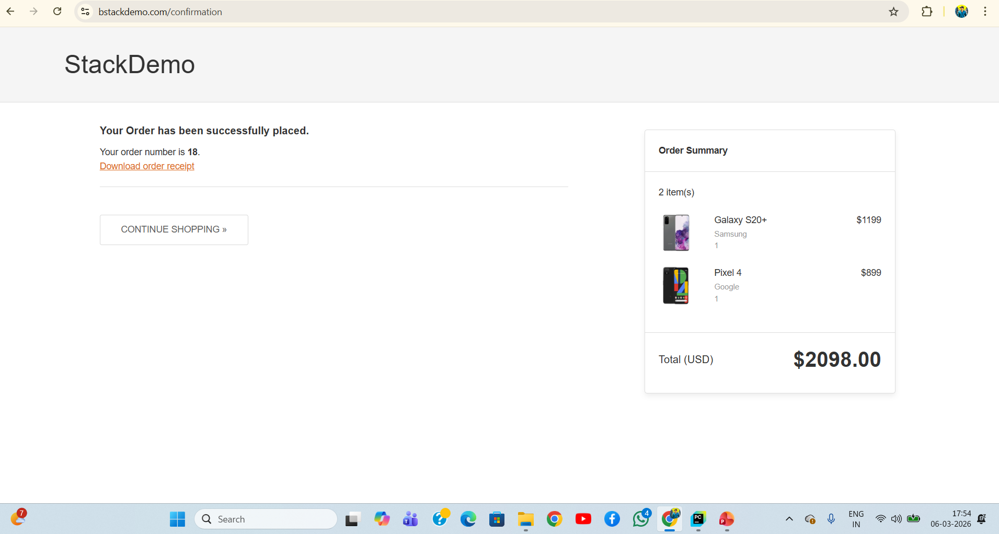 bstackdemo.com/confirmation
StackDemo
Your Order has been successfully placed.
Your order number is 18.
Download order receipt
CONTINUE SHOPPING »
Order Summary
2 item(s)
Galaxy S20+ $1199
Samsung
1
Pixel 4 $899
Google
1
Total (USD) $2098.00
7
Search
T
?
4
PC
P
ENG
IN
17:54
06-03-2026